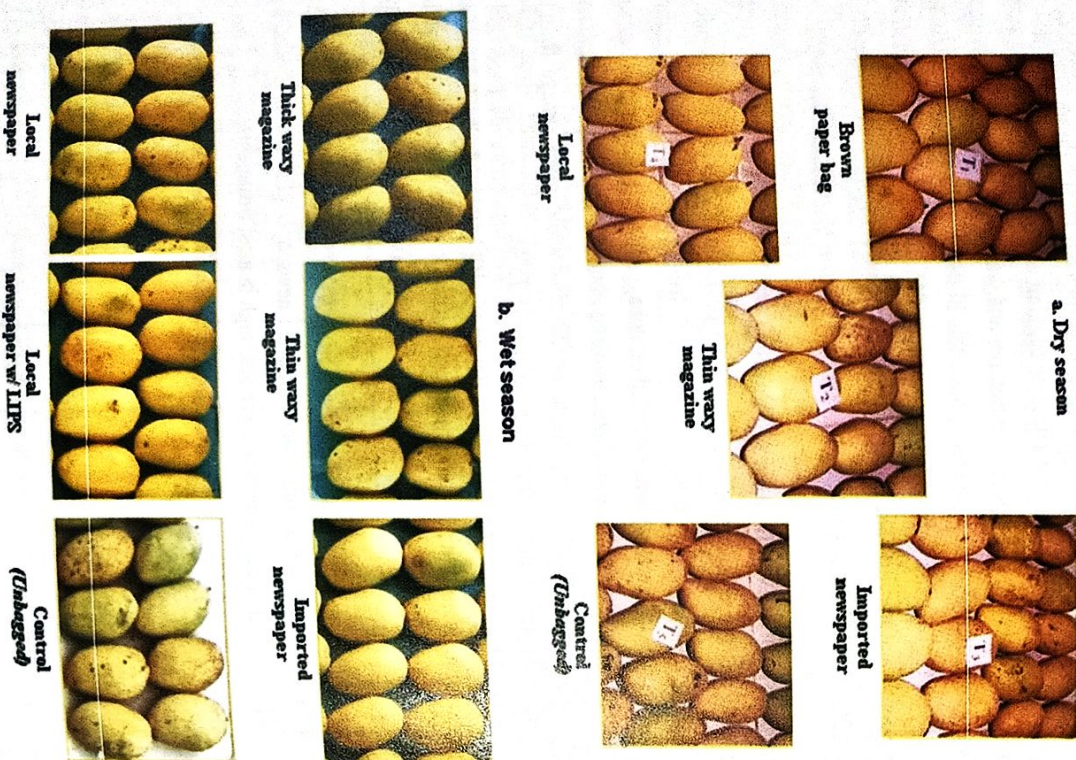 a. Dry season
T₁
Brown
paper bag
T₂
Thin waxy
magazine
T₃
Imported
newspaper
T₄
Local
newspaper
T₅
Control
(Unbagged)
b. Wet season
Thick waxy
magazine
Thin waxy
magazine
Imported
newspaper
Local
newspaper
Local
newspaper w/ LIPS
Control
(Unbagged)